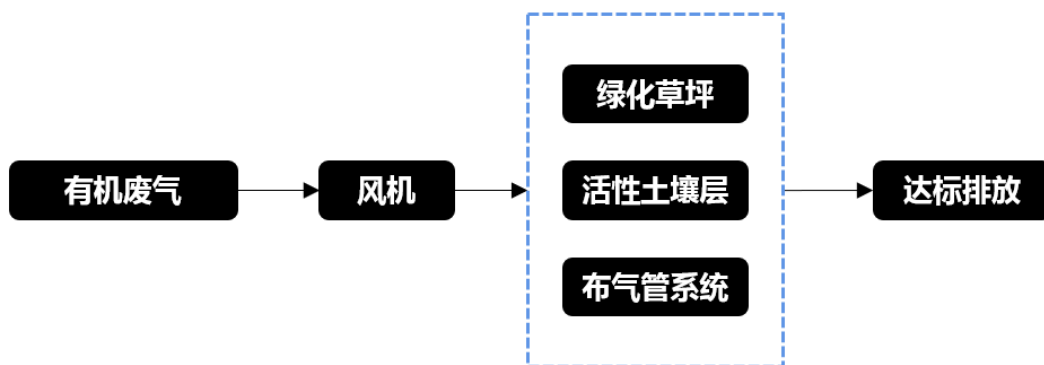 有机废气
风机
绿化草坪
活性土壤层
布气管系统
达标排放